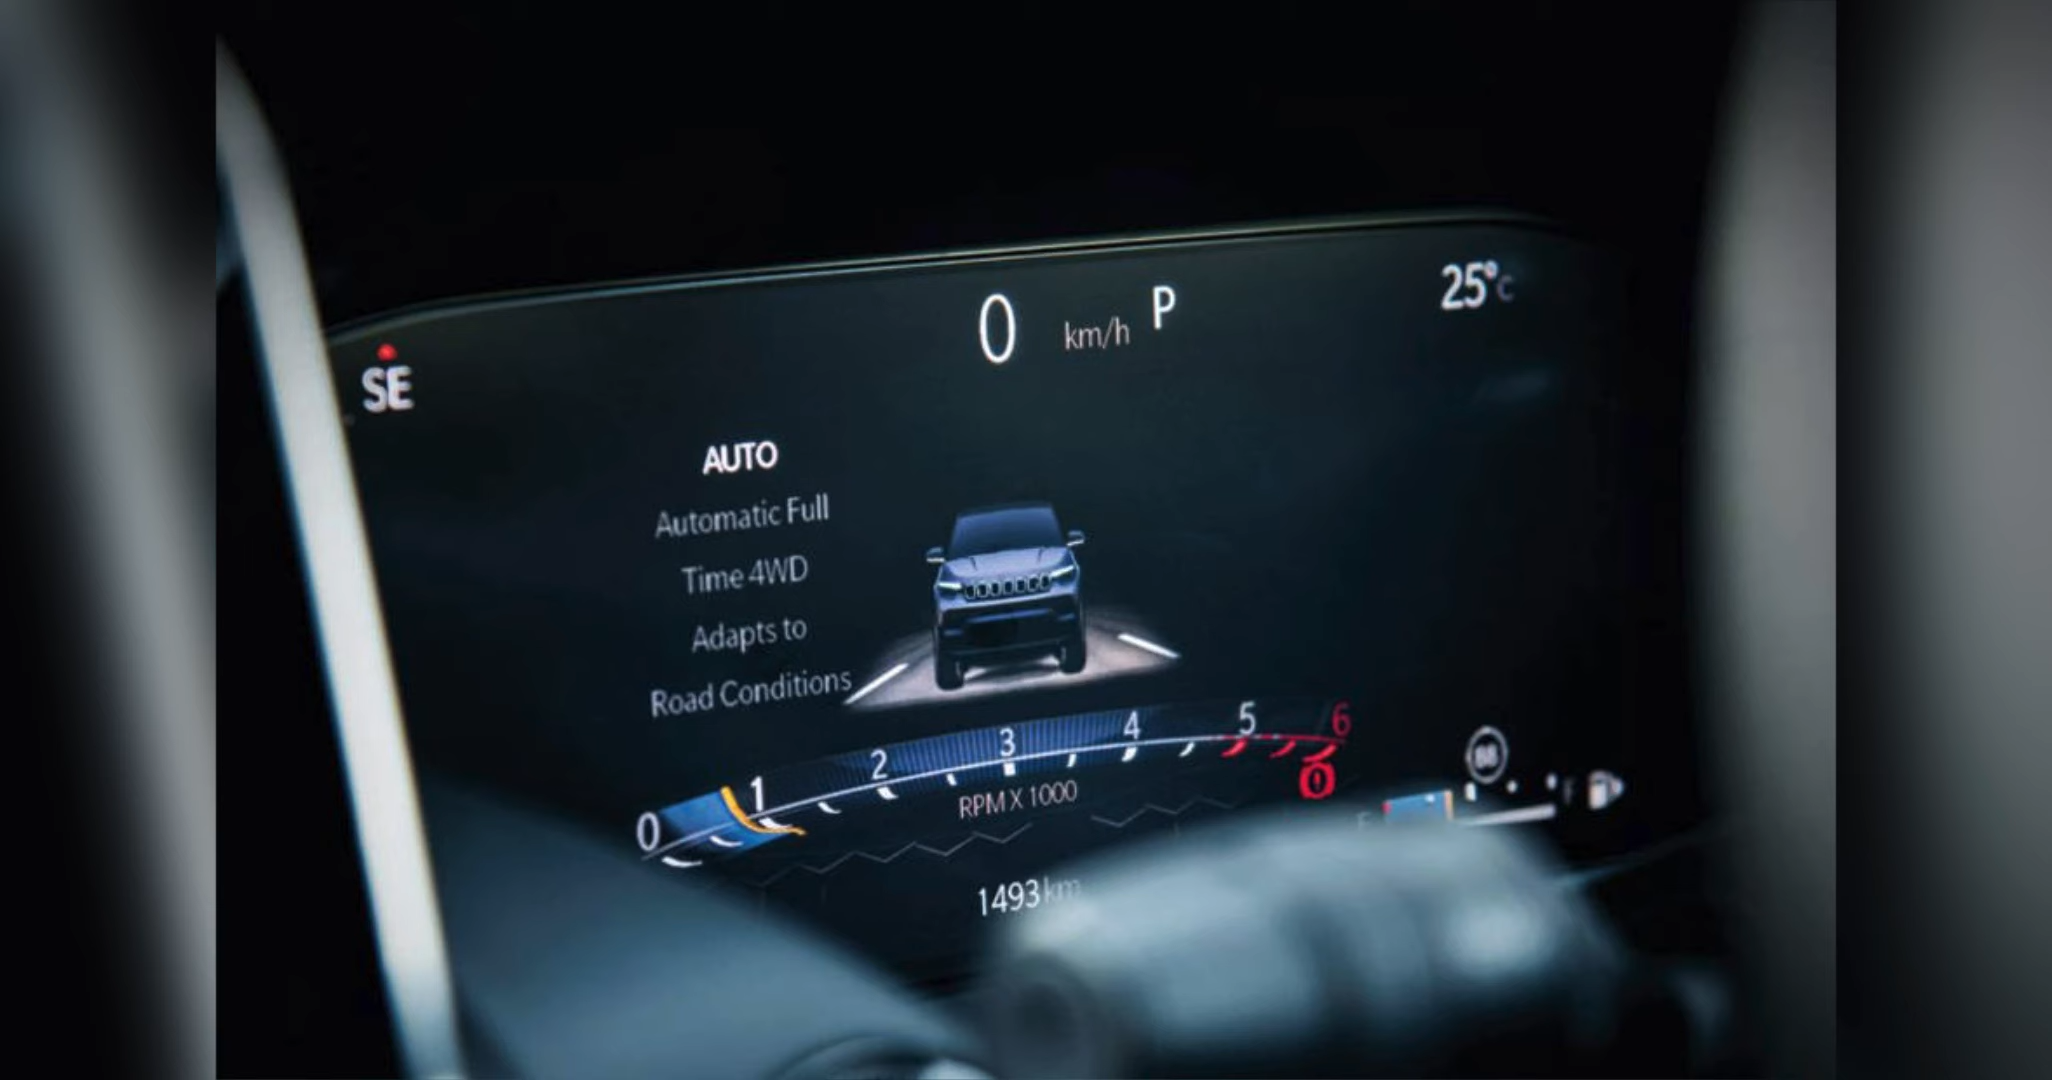 0 km/h P
25°C
SE
AUTO
Automatic Full
Time 4WD
Adapts to
Road Conditions
0 1 2 3 4 5 6
RPM X 1000
F
1493 km